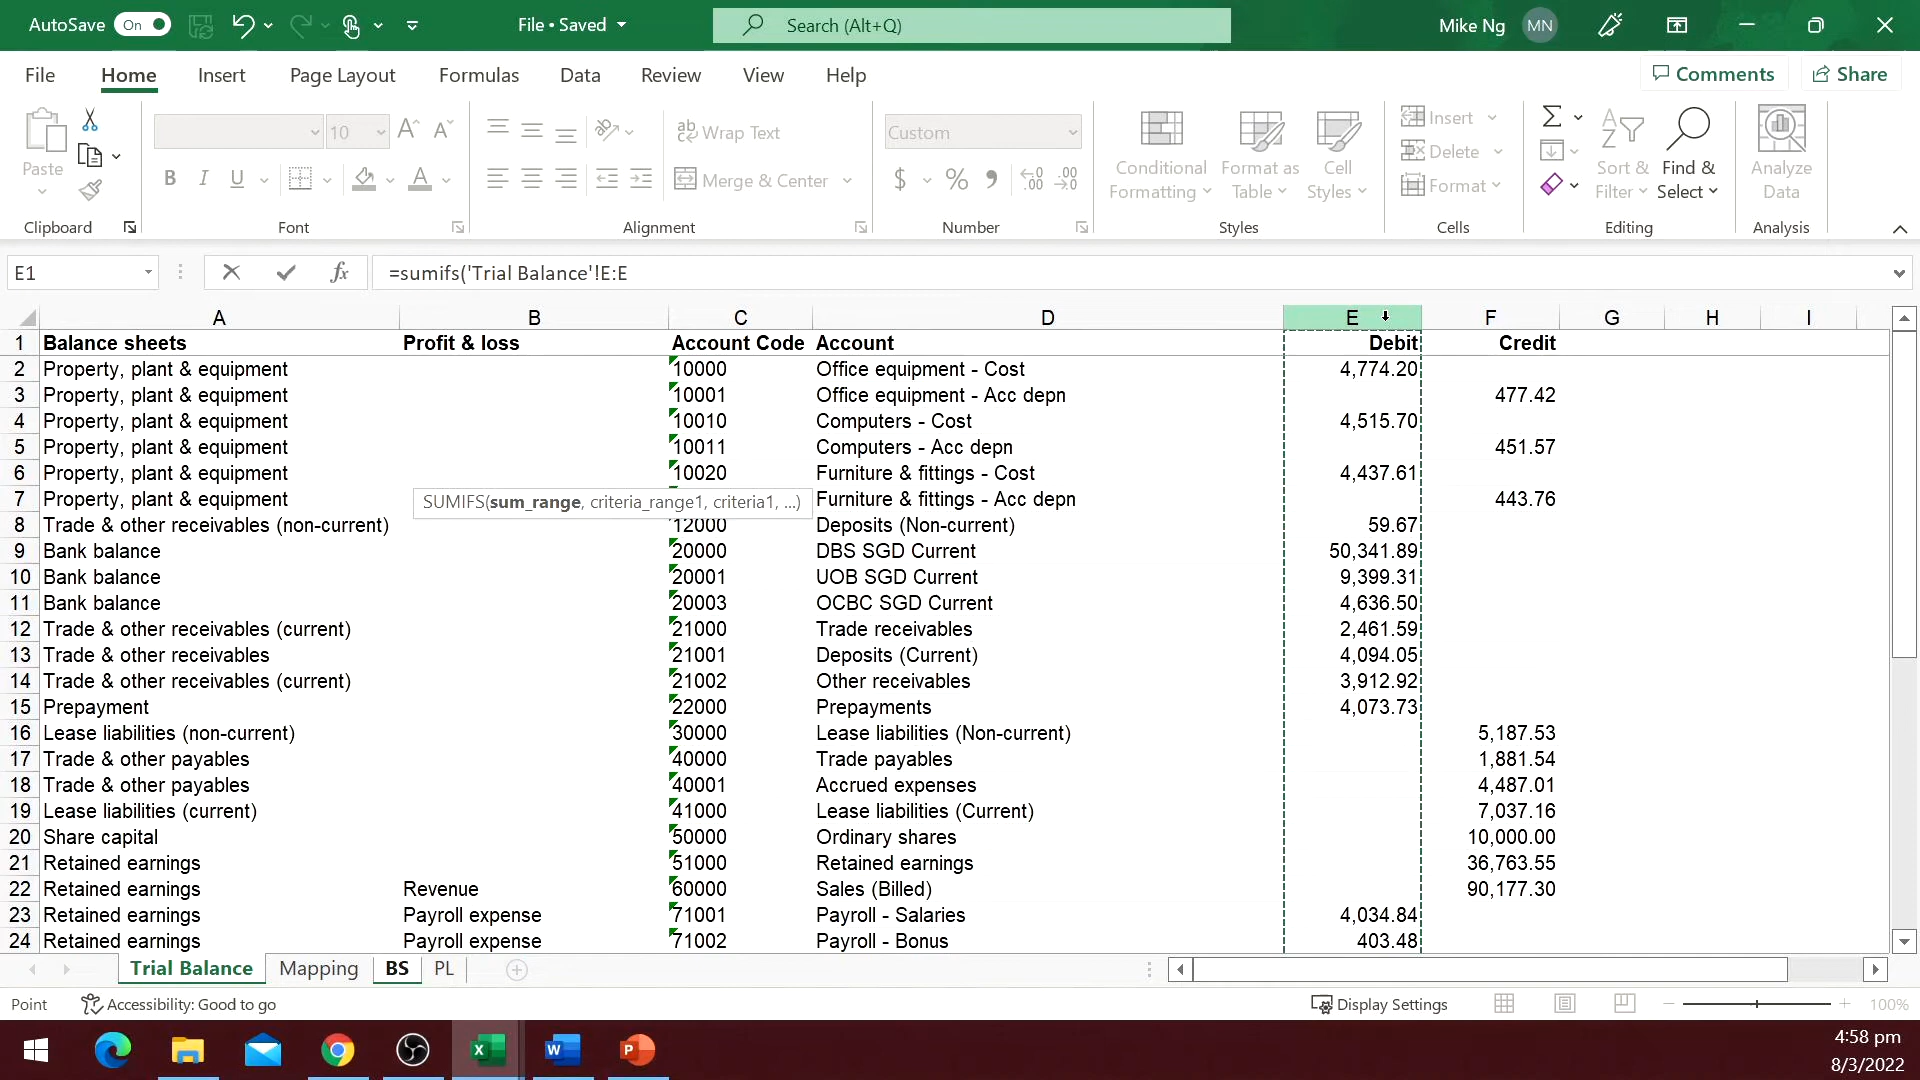 AutoSave On File • Saved Search (Alt+Q) Mike Ng MN
File Home Insert Page Layout Formulas Data Review View Help Comments Share
Paste
Clipboard
10
B I U A
Font
ab Wrap Text
Merge & Center
Alignment
Custom
$ % 9
Number
Conditional Formatting
Format as Table
Cell Styles
Styles
Insert
Delete
Format
Cells
Sort & Filter
Find & Select
Editing
Analyze Data
Analysis
E1 fx =sumifs('Trial Balance'!E:E
A B C D E F G H I
1 Balance sheets Profit & loss Account Code Account Debit Credit
2 Property, plant & equipment 10000 Office equipment - Cost 4,774.20
3 Property, plant & equipment 10001 Office equipment - Acc depn 477.42
4 Property, plant & equipment 10010 Computers - Cost 4,515.70
5 Property, plant & equipment 10011 Computers - Acc depn 451.57
6 Property, plant & equipment 10020 Furniture & fittings - Cost 4,437.61
7 Property, plant & equipment Furniture & fittings - Acc depn 443.76
SUMIFS(sum_range, criteria_range1, criteria1, ...)
8 Trade & other receivables (non-current) 12000 Deposits (Non-current) 59.67
9 Bank balance 20000 DBS SGD Current 50,341.89
10 Bank balance 20001 UOB SGD Current 9,399.31
11 Bank balance 20003 OCBC SGD Current 4,636.50
12 Trade & other receivables (current) 21000 Trade receivables 2,461.59
13 Trade & other receivables 21001 Deposits (Current) 4,094.05
14 Trade & other receivables (current) 21002 Other receivables 3,912.92
15 Prepayment 22000 Prepayments 4,073.73
16 Lease liabilities (non-current) 30000 Lease liabilities (Non-current) 5,187.53
17 Trade & other payables 40000 Trade payables 1,881.54
18 Trade & other payables 40001 Accrued expenses 4,487.01
19 Lease liabilities (current) 41000 Lease liabilities (Current) 7,037.16
20 Share capital 50000 Ordinary shares 10,000.00
21 Retained earnings 51000 Retained earnings 36,763.55
22 Retained earnings Revenue 60000 Sales (Billed) 90,177.30
23 Retained earnings Payroll expense 71001 Payroll - Salaries 4,034.84
24 Retained earnings Payroll expense 71002 Payroll - Bonus 403.48
Trial Balance Mapping BS PL
Point Accessibility: Good to go Display Settings 100%
4:58 pm
8/3/2022